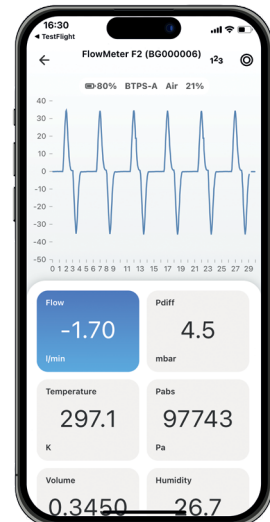 16:30
◀ TestFlight
FlowMeter F2 (BG000006)
1²3
80% BTPS-A Air 21%
40
30
20
10
0
-10
-20
-30
-40
-50
0 1 2 3 4 5 6 7 8 9 11 13 15 17 19 21 23 25 27 29
Flow
-1.70
l/min
Pdiff
4.5
mbar
Temperature
297.1
K
Pabs
97743
Pa
Volume
0.3450
Humidity
26.7